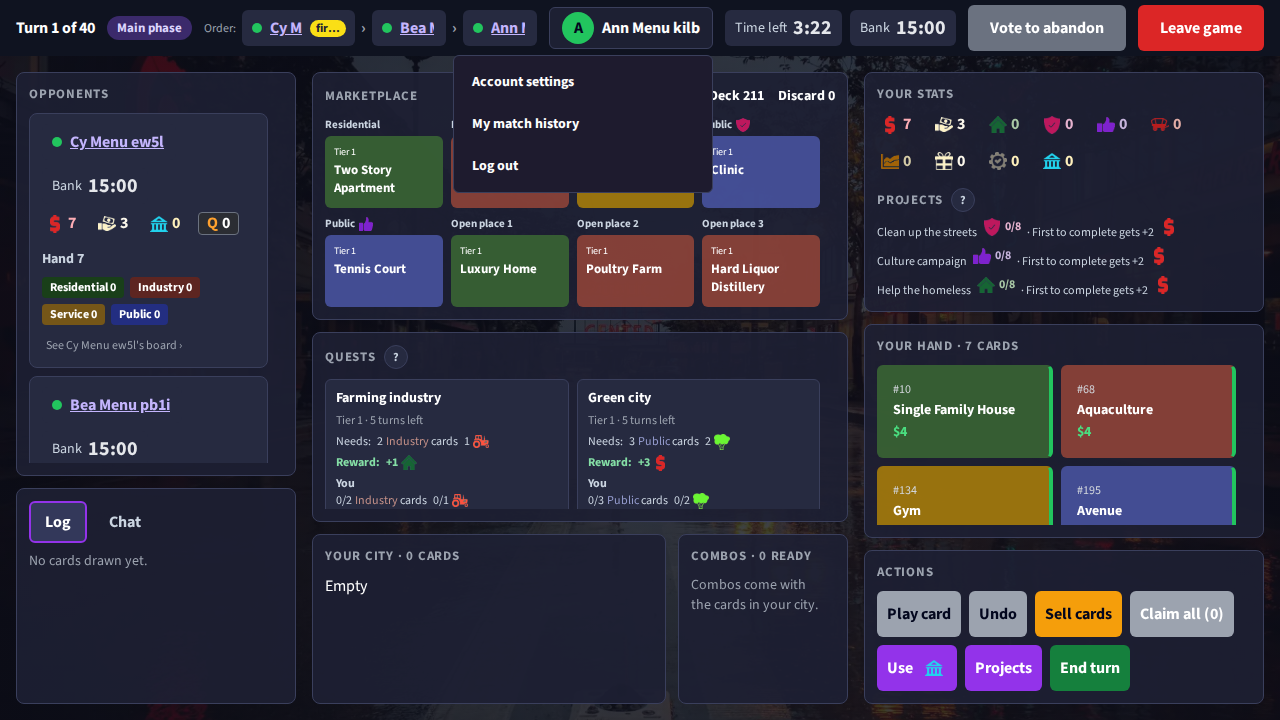 Turn 1 of 40
Main phase
Order:
Cy M
fir...
›
Bea
›
Ann
A
Ann Menu kilb
Time left 3:22
Bank 15:00
Vote to abandon
Leave game
Account settings
My match history
Log out
OPPONENTS
Cy Menu ew5l
Bank 15:00
7
3
0
Q 0
Hand 7
Residential 0
Industry 0
Service 0
Public 0
See Cy Menu ew5l's board ›
Bea Menu pb1i
Bank 15:00
Log
Chat
No cards drawn yet.
MARKETPLACE
Deck 211
Discard 0
Residential
Tier 1
Two Story
Apartment
Clinic
Public
Tier 1
Tennis Court
Open place 1
Tier 1
Luxury Home
Open place 2
Tier 1
Poultry Farm
Open place 3
Tier 1
Hard Liquor
Distillery
QUESTS
?
Farming industry
Tier 1 · 5 turns left
Needs: 2 Industry cards 1
Reward: +1
You
0/2 Industry cards 0/1
Green city
Tier 1 · 5 turns left
Needs: 3 Public cards 2
Reward: +3
You
0/3 Public cards 0/2
YOUR CITY · 0 CARDS
Empty
COMBOS · 0 READY
Combos come with
the cards in your city.
YOUR STATS
7
3
0
0
0
0
0
0
0
0
PROJECTS
?
Clean up the streets 0/8 · First to complete gets +2
Culture campaign 0/8 · First to complete gets +2
Help the homeless 0/8 · First to complete gets +2
YOUR HAND · 7 CARDS
#10
Single Family House
$4
#68
Aquaculture
$4
#134
Gym
#195
Avenue
ACTIONS
Play card
Undo
Sell cards
Claim all (0)
Use
Projects
End turn